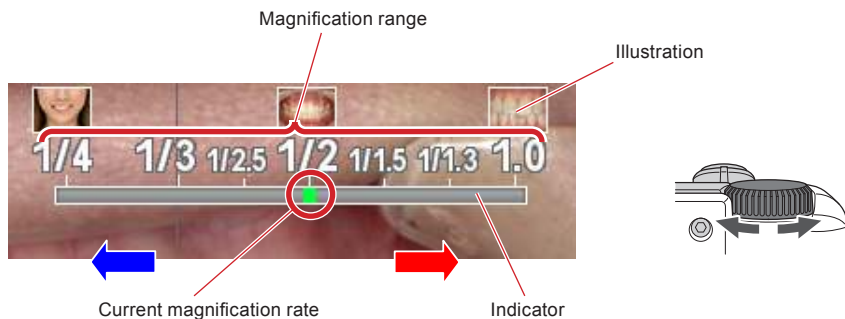 Magnification range
Illustration
1/4 1/3 1/2.5 1/2 1/1.5 1/1.3 1.0
Current magnification rate
Indicator